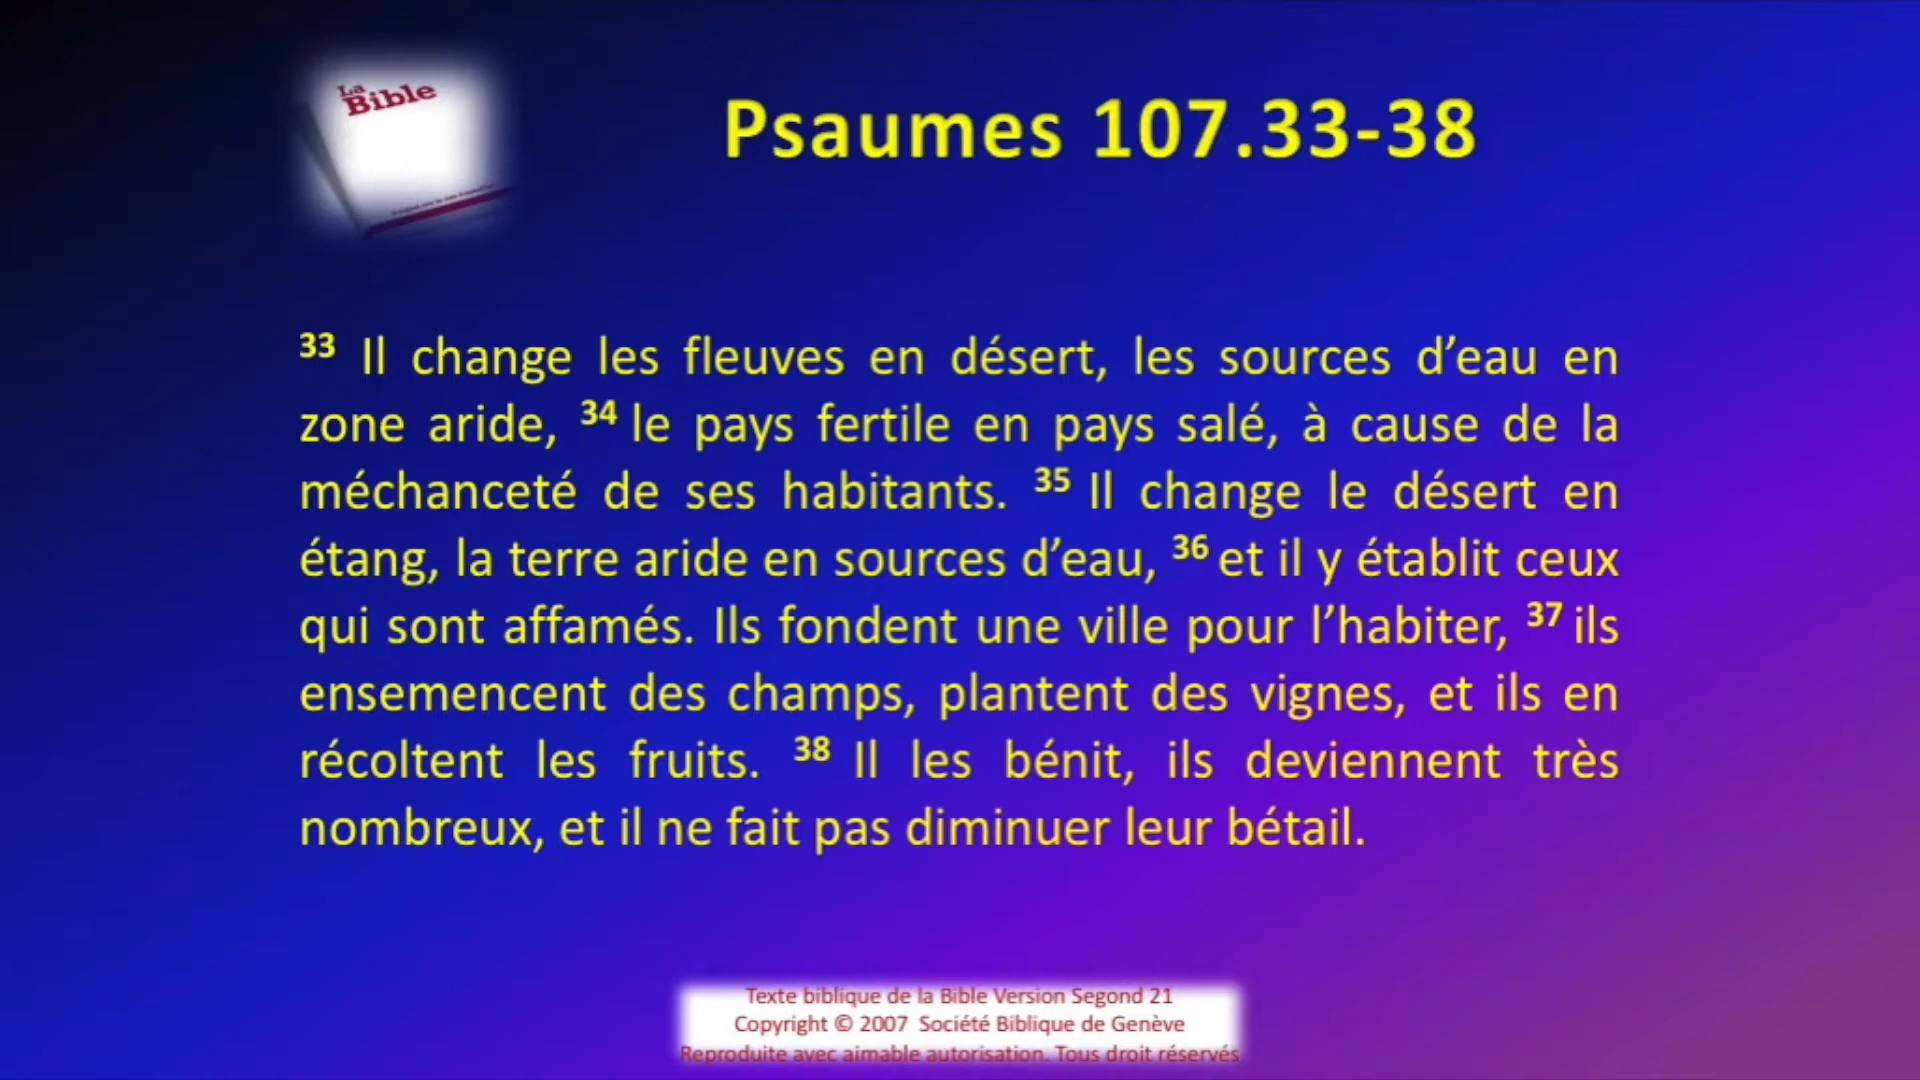 La
Bible
Psaumes 107.33-38
33 Il change les fleuves en désert, les sources d’eau en
zone aride, 34 le pays fertile en pays salé, à cause de la
méchanceté de ses habitants. 35 Il change le désert en
étang, la terre aride en sources d’eau, 36 et il y établit ceux
qui sont affamés. Ils fondent une ville pour l’habiter, 37 ils
ensemencent des champs, plantent des vignes, et ils en
récoltent les fruits. 38 Il les bénit, ils deviennent très
nombreux, et il ne fait pas diminuer leur bétail.
Texte biblique de la Bible Version Segond 21
Copyright © 2007 Société Biblique de Genève
Reproduite avec aimable autorisation. Tous droit réservés